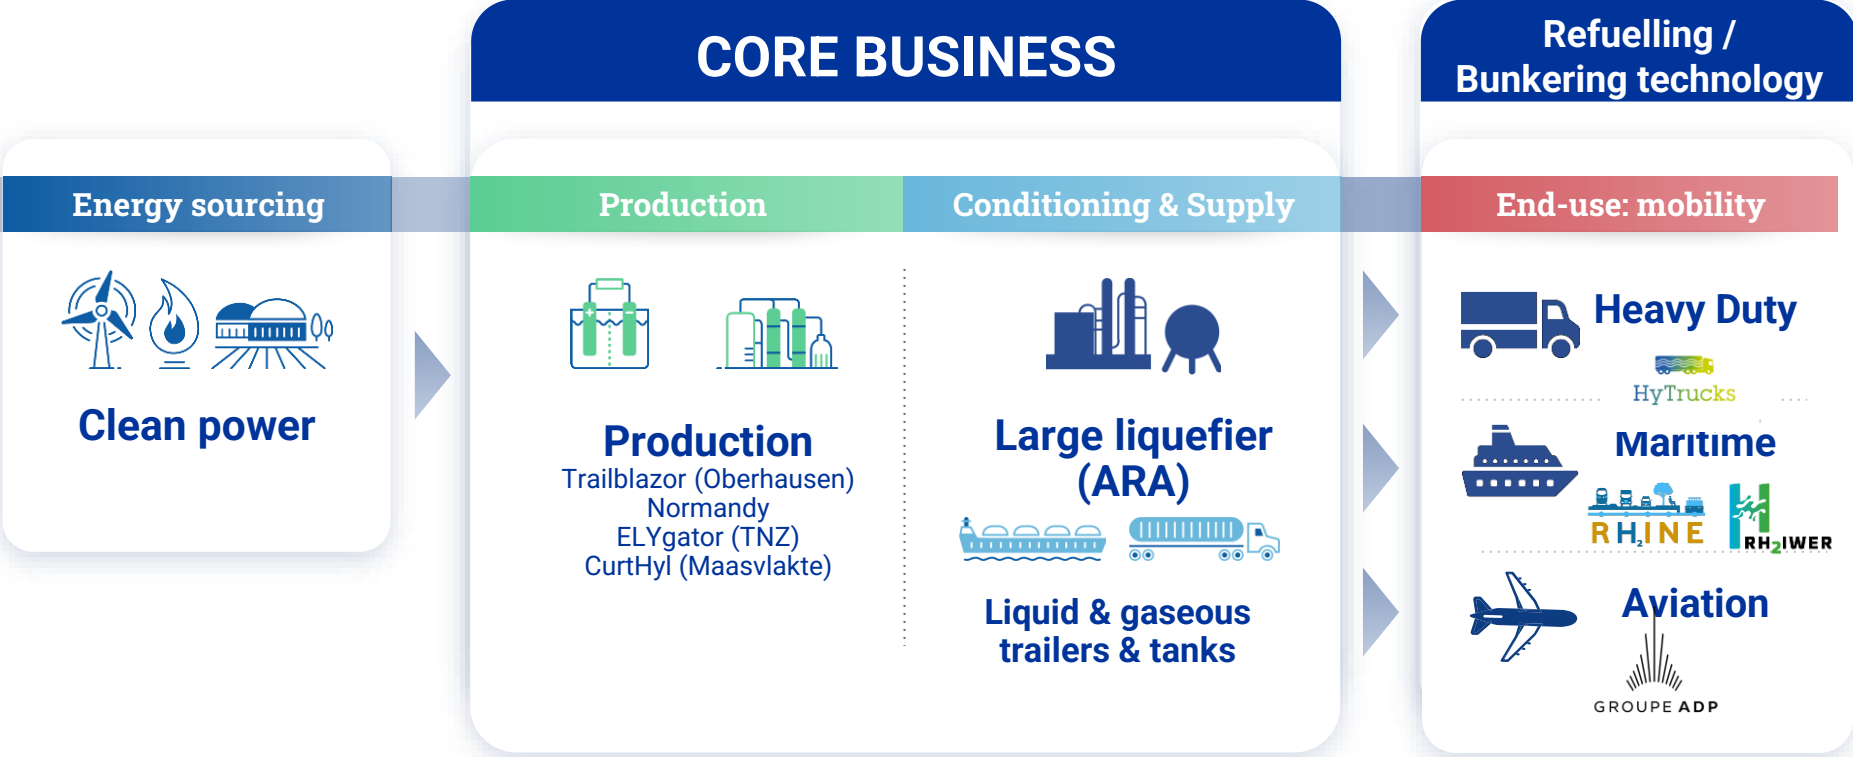 CORE BUSINESS
Refuelling /
Bunkering technology
Energy sourcing
Production
Conditioning & Supply
End-use: mobility
Clean power
Production
Trailblazor (Oberhausen)
Normandy
ELYgator (TNZ)
CurtHyl (Maasvlakte)
Large liquefier
(ARA)
Liquid & gaseous
trailers & tanks
Heavy Duty
HyTrucks
Maritime
RH₂INE
RH₂IWER
Aviation
GROUPE ADP